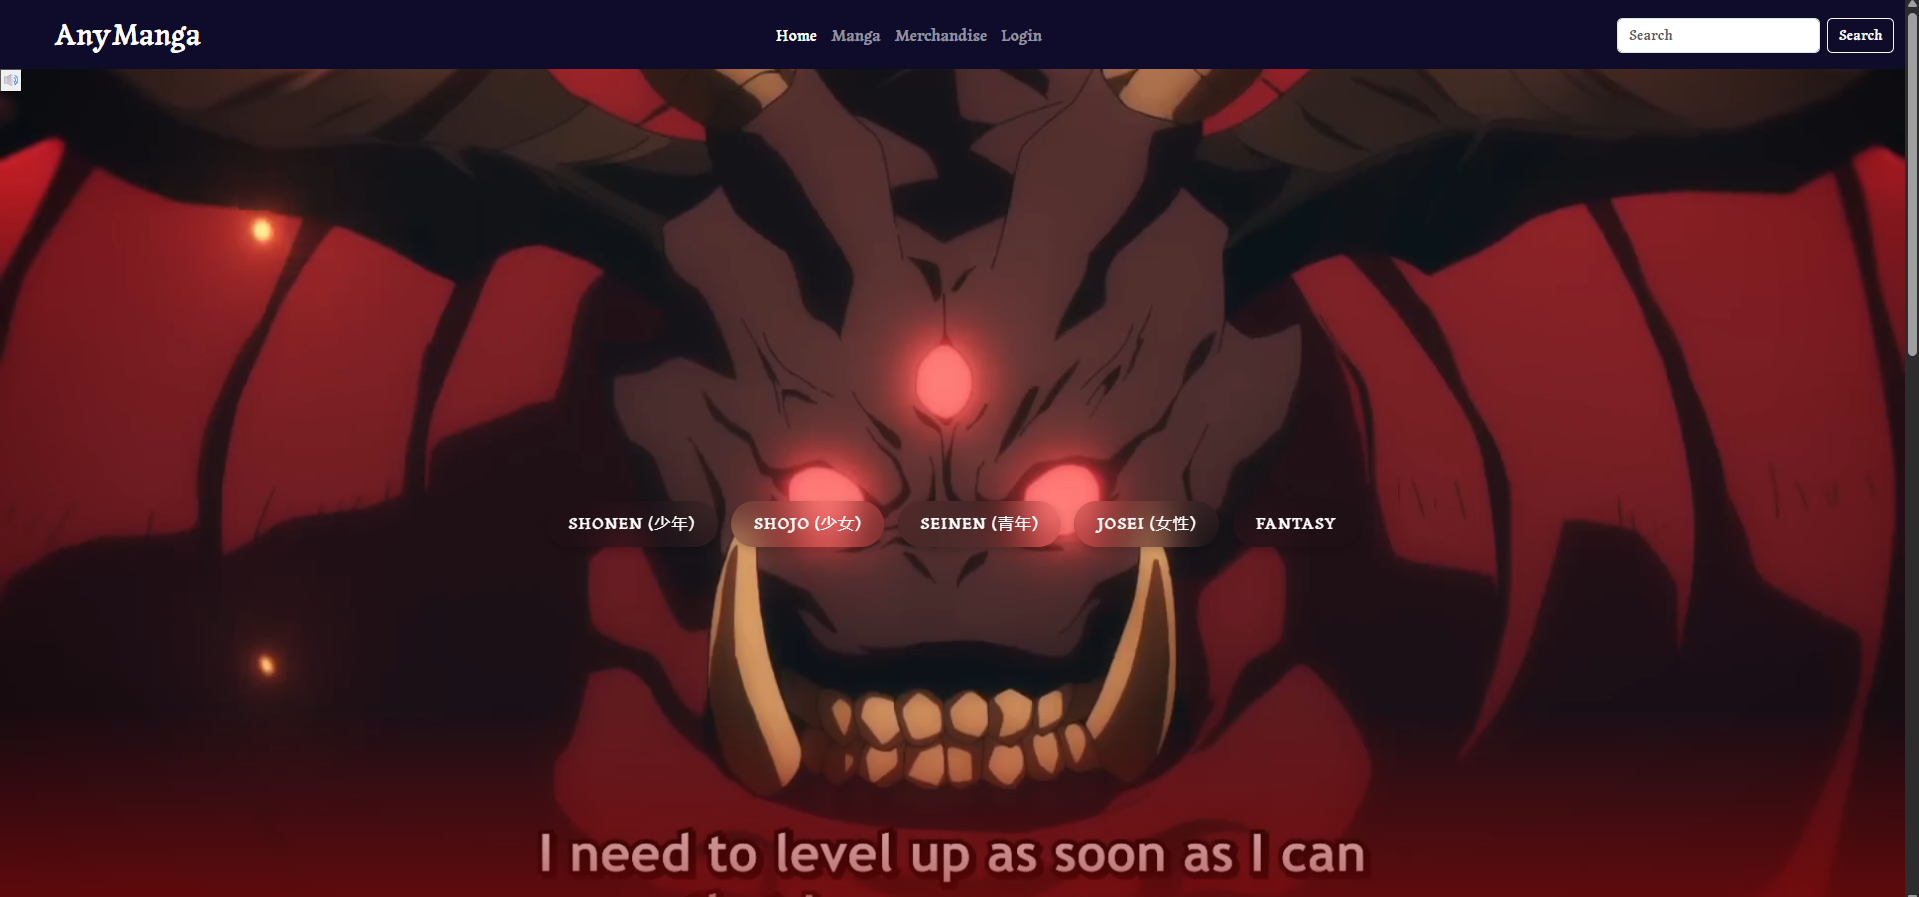 AnyManga
Home Manga Merchandise Login
Search Search
SHONEN (少年) SHOJO (少女) SEINEN (青年) JOSEI (女性) FANTASY
I need to level up as soon as I can